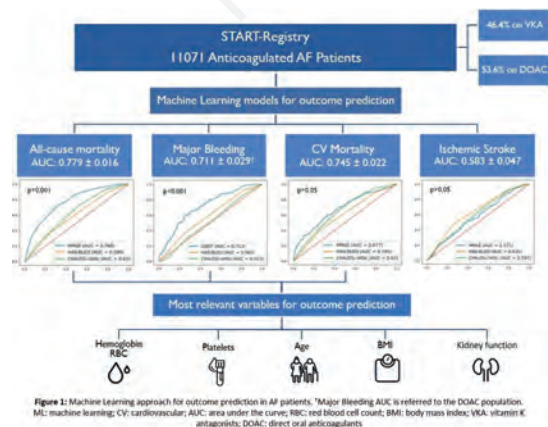 START-Registry
11071 Anticoagulated AF Patients
46.4% on VKA
53.6% on DOAC
Machine Learning models for outcome prediction
All-cause mortality
AUC: 0.779 ± 0.016
Major Bleeding
AUC: 0.711 ± 0.029†
CV Mortality
AUC: 0.745 ± 0.022
Ischemic Stroke
AUC: 0.583 ± 0.047
p<0.001
p<0.001
p>0.05
p>0.05
Most relevant variables for outcome prediction
Hemoglobin
RBC
Platelets
Age
BMI
Kidney function
Figure 1: Machine Learning approach for outcome prediction in AF patients. †Major Bleeding AUC is referred to the DOAC population.
ML: machine learning; CV: cardiovascular; AUC: area under the curve; RBC: red blood cell count; BMI: body mass index; VKA: vitamin K
antagonists; DOAC: direct oral anticoagulants